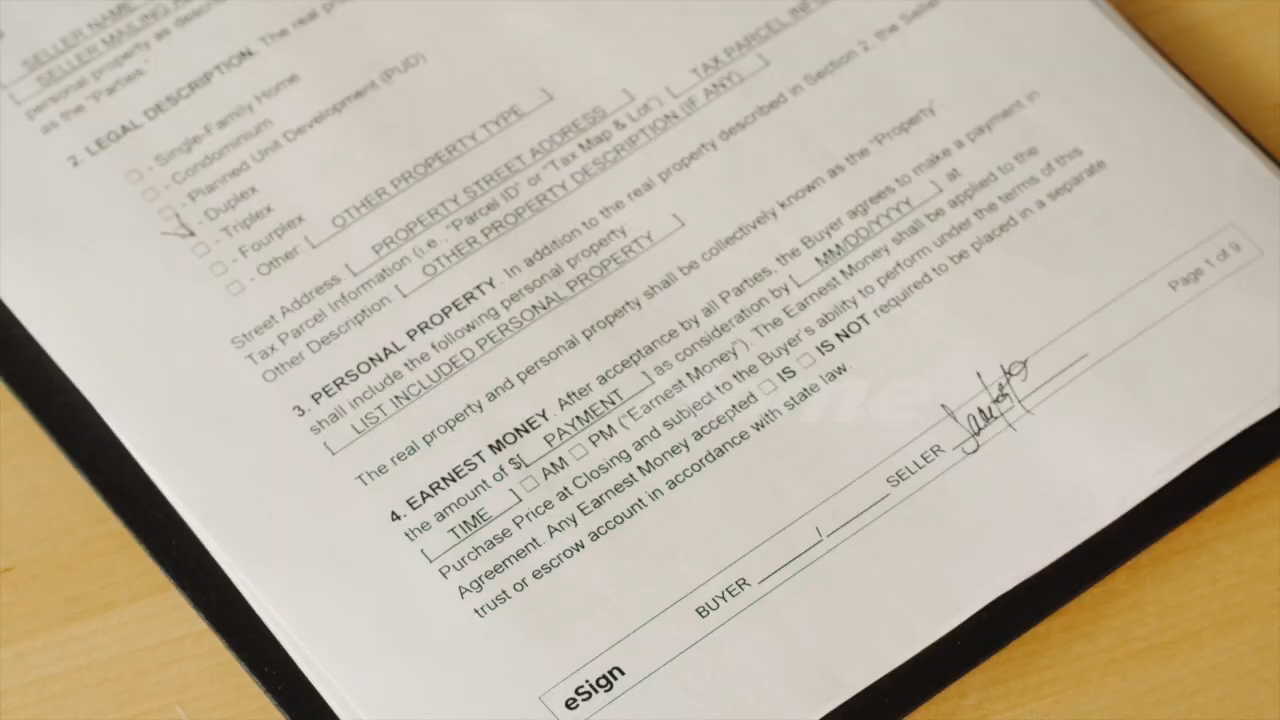 [ SELLER NAME
[ SELLER MAILING
personal property as
as the "Parties."
2. LEGAL DESCRIPTION. The real
- Single-Family Home
- Condominium
- Planned Unit Development (PUD)
- Duplex
- Triplex
- Fourplex
- Other: [ OTHER PROPERTY TYPE ]
Street Address: [ PROPERTY STREET ADDRESS ]
Tax Parcel Information (i.e., "Parcel ID" or "Tax Map & Lot") [ TAX PARCEL
Other Description: [ OTHER PROPERTY DESCRIPTION (IF ANY) ]
3. PERSONAL PROPERTY. In addition to the real property described in Section 2, the Seller
shall include the following personal property
[ LIST INCLUDED PERSONAL PROPERTY ]
The real property and personal property shall be collectively known as the "Property
4. EARNEST MONEY. After acceptance by all Parties, the Buyer agrees to make a payment in
the amount of $[ PAYMENT ] as consideration by [ MM/DD/YYYY ] at
[ TIME ] ☐ AM ☐ PM ("Earnest Money"). The Earnest Money shall be applied to the
Purchase Price at Closing and subject to the Buyer's ability to perform under the terms of this
Agreement. Any Earnest Money accepted ☐ IS ☐ IS NOT required to be placed in a separate
trust or escrow account in accordance with state law.
eSign BUYER ____/____ SELLER
Page 1 of 9